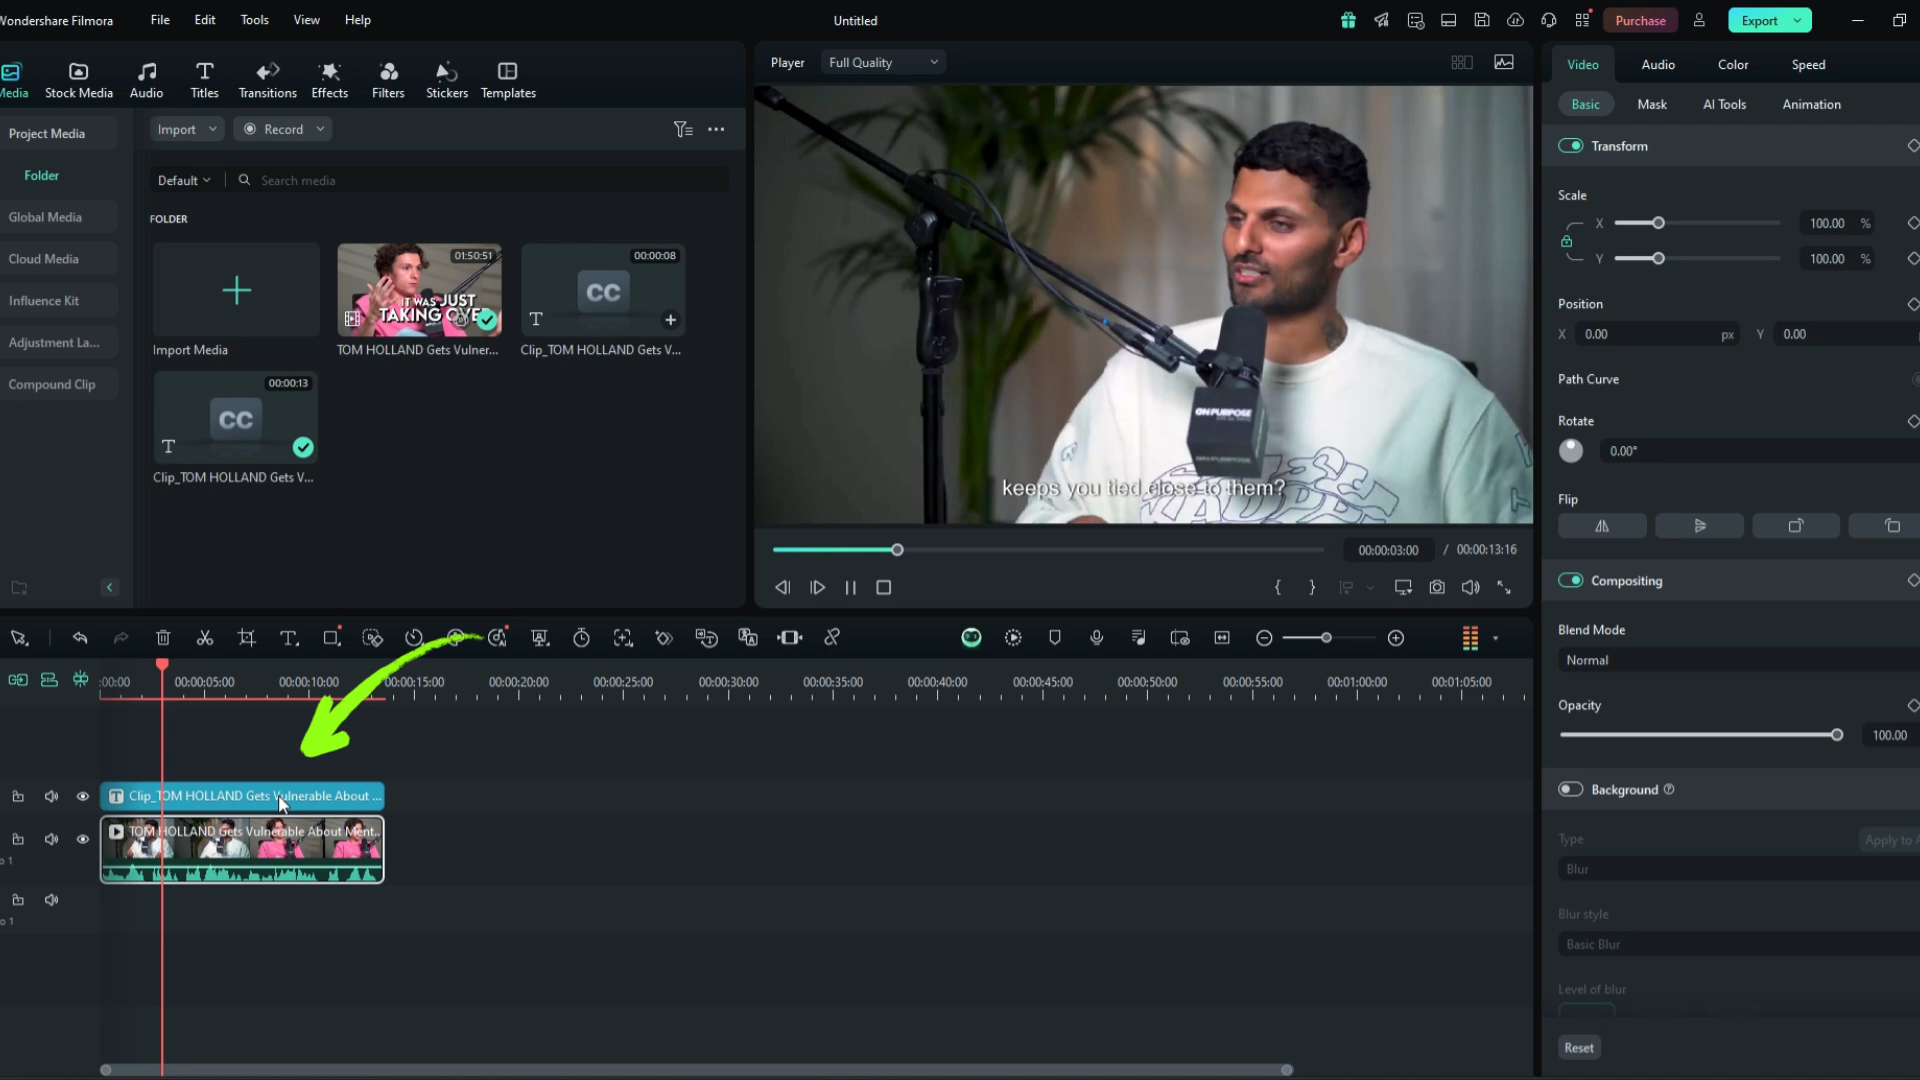 Wondershare Filmora
File
Edit
Tools
View
Help
Untitled
Purchase
Export
Media
Stock Media
Audio
Titles
Transitions
Effects
Filters
Stickers
Templates
Player
Full Quality
Video
Audio
Color
Speed
Basic
Mask
AI Tools
Animation
Project Media
Folder
Global Media
Cloud Media
Influence Kit
Adjustment La...
Compound Clip
Import
Record
Default
Search media
FOLDER
Import Media
01:50:51
IT WAS JUST
TAKING OVER
TOM HOLLAND Gets Vulner...
00:00:08
CC
T
Clip_TOM HOLLAND Gets V...
00:00:13
CC
T
Clip_TOM HOLLAND Gets V...
ON PURPOSE
keeps you tied close to them?
00:00:03:00 / 00:00:13:16
Transform
Scale
X 100.00 %
Y 100.00 %
Position
X 0.00 px Y 0.00
Path Curve
Rotate
0.00°
Flip
Compositing
Blend Mode
Normal
Opacity
100.00
Background
Type
Apply to A
Blur
Blur style
Basic Blur
Level of blur
Reset
:00:00 00:00:05:00 00:00:10:00 00:00:15:00 00:00:20:00 00:00:25:00 00:00:30:00 00:00:35:00 00:00:40:00 00:00:45:00 00:00:50:00 00:00:55:00 00:01:00:00 00:01:05:00
T Clip_TOM HOLLAND Gets Vulnerable About ...
TOM HOLLAND Gets Vulnerable About Ment...
o 1
o 1